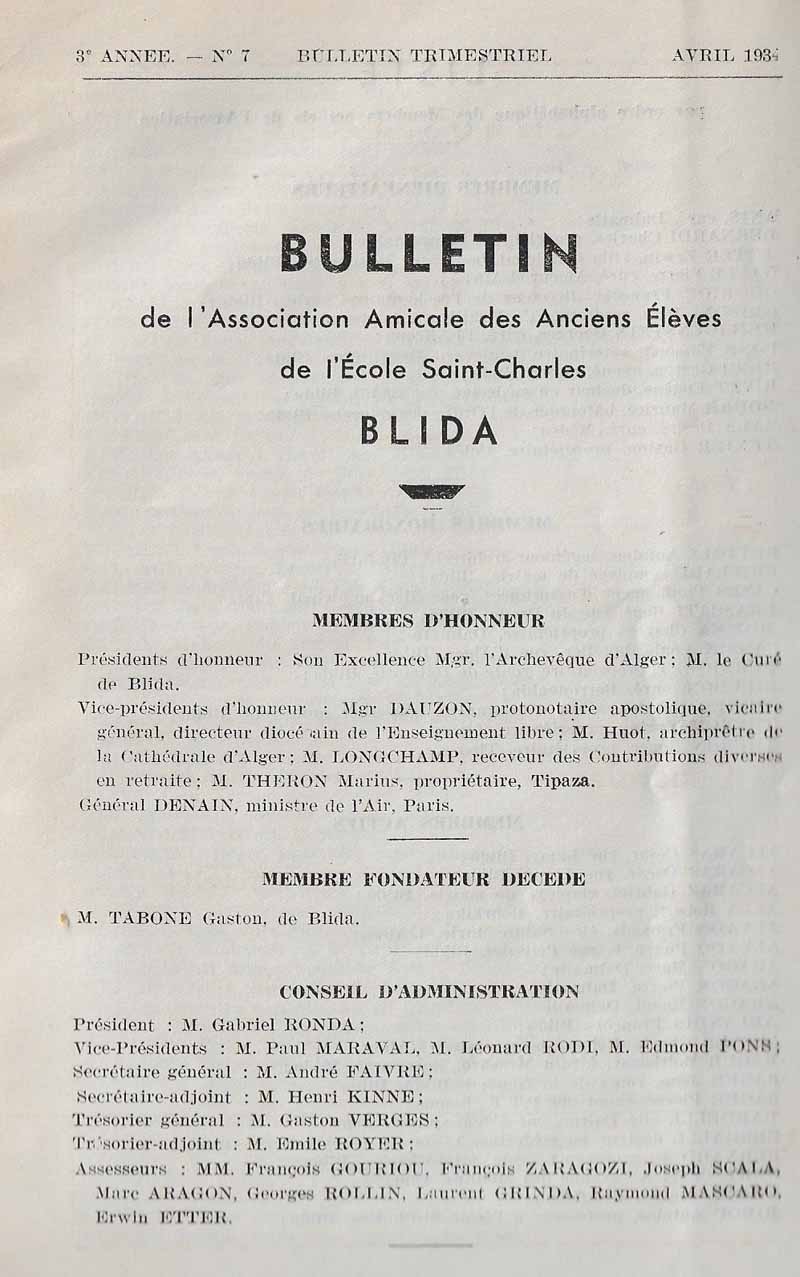 3e ANNEE. — N° 7 BULLETIN TRIMESTRIEL AVRIL 1934
BULLETIN
de l'Association Amicale des Anciens Élèves
de l'École Saint-Charles
BLIDA
MEMBRES D'HONNEUR
Présidents d'honneur : Son Excellence Mgr. l'Archevêque d'Alger ; M. le Curé
de Blida.
Vice-présidents d'honneur : Mgr DAUZON, protonotaire apostolique, vicaire
général, directeur diocésain de l'Enseignement libre ; M. Huot, archiprêtre de
la Cathédrale d'Alger ; M. LONGCHAMP, receveur des Contributions diverses
en retraite ; M. THERON Marius, propriétaire, Tipaza.
Général DENAIN, ministre de l'Air, Paris.
MEMBRE FONDATEUR DECEDE
M. TABONE Gaston, de Blida.
CONSEIL D'ADMINISTRATION
Président : M. Gabriel RONDA ;
Vice-Présidents : M. Paul MARAVAL, M. Léonard RODI, M. Edmond PONS ;
Secrétaire général : M. André FAIVRE ;
Secrétaire-adjoint : M. Henri KINNE ;
Trésorier général : M. Gaston VERGES ;
Trésorier-adjoint : M. Emile ROYER ;
Assesseurs : MM. François GOURIOU, François ZARAGOZI, Joseph SCALA,
Marc ARAGON, Georges ROLLIN, Laurent GRINDA, Raymond MASCARO,
Erwin ETTER.